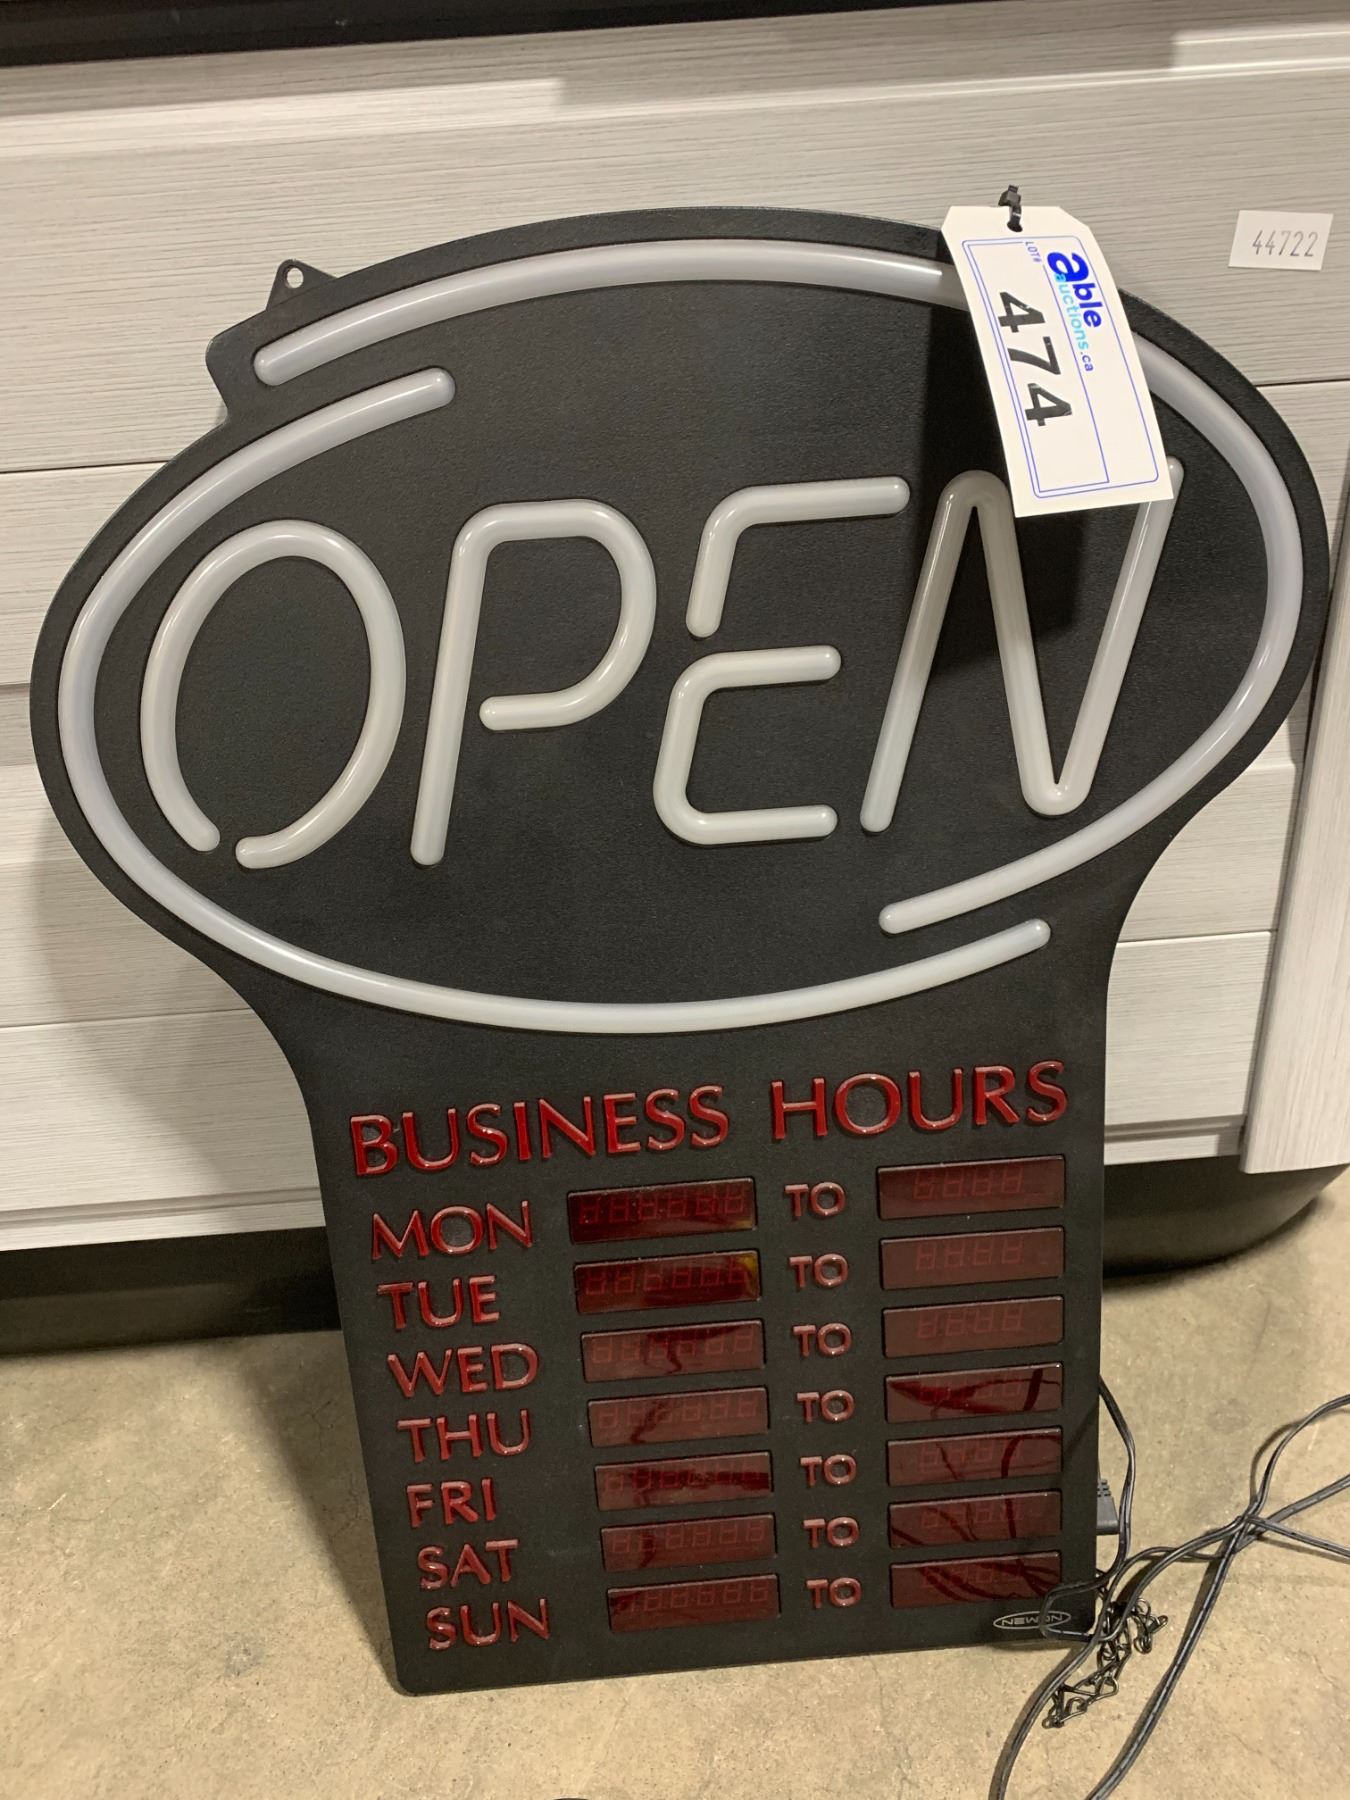 44722
able
auctions.ca
LOT#
474
OPEN
BUSINESS HOURS
MON TO
TUE TO
WED TO
THU TO
FRI TO
SAT TO
SUN TO